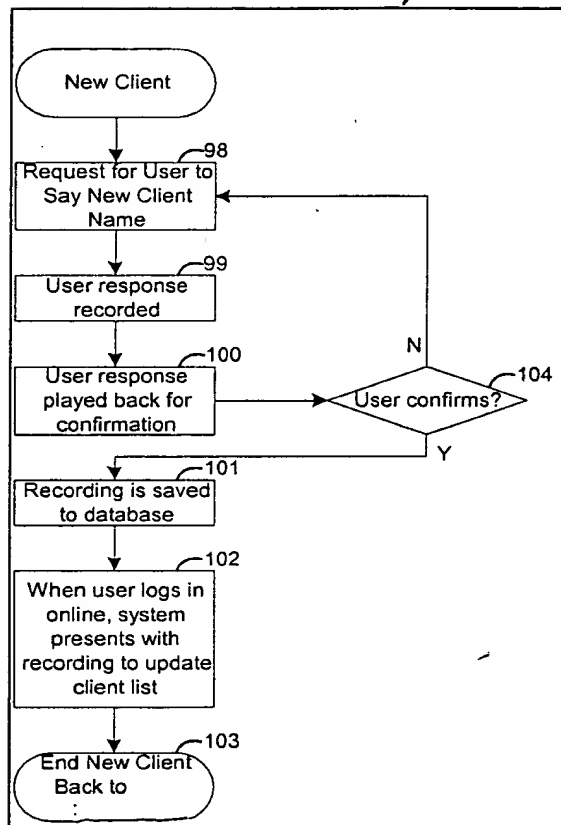 New Client
98
Request for User to
Say New Client
Name
99
User response
recorded
100
User response
played back for
confirmation
N
104
User confirms?
Y
101
Recording is saved
to database
102
When user logs in
online, system
presents with
recording to update
client list
103
End New Client
Back to
: